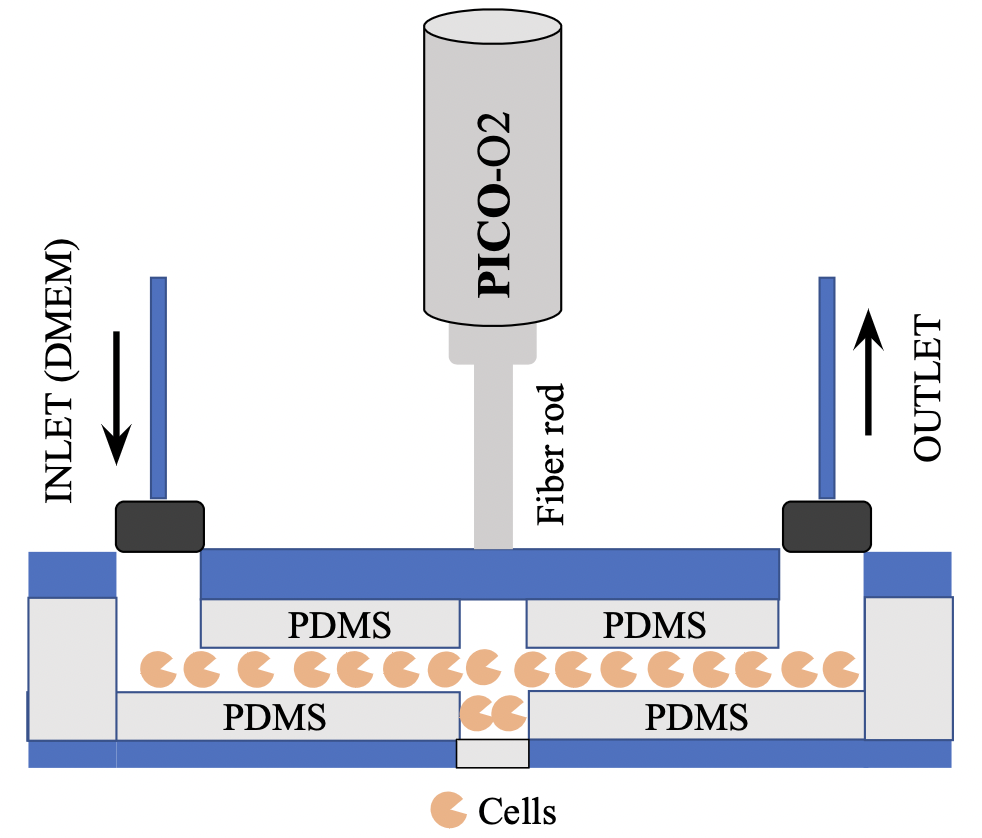 PICO-O2
INLET (DMEM)
Fiber rod
OUTLET
PDMS
PDMS
PDMS
PDMS
Cells